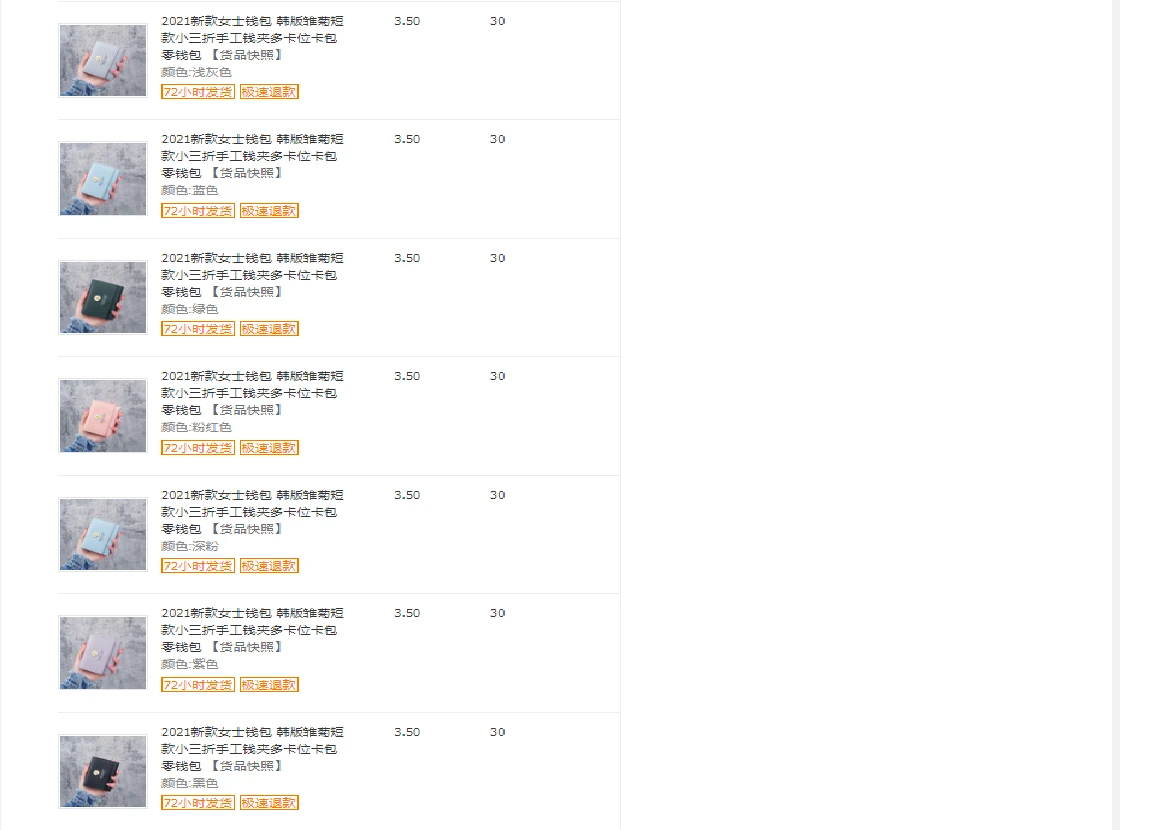 2021新款女士钱包 韩版雏菊短 3.50 30
款小三折手工钱夹多卡位卡包
零钱包 【货品快照】
颜色:浅灰色
72小时发货 极速退款
2021新款女士钱包 韩版雏菊短 3.50 30
款小三折手工钱夹多卡位卡包
零钱包 【货品快照】
颜色:蓝色
72小时发货 极速退款
2021新款女士钱包 韩版雏菊短 3.50 30
款小三折手工钱夹多卡位卡包
零钱包 【货品快照】
颜色:绿色
72小时发货 极速退款
2021新款女士钱包 韩版雏菊短 3.50 30
款小三折手工钱夹多卡位卡包
零钱包 【货品快照】
颜色:粉红色
72小时发货 极速退款
2021新款女士钱包 韩版雏菊短 3.50 30
款小三折手工钱夹多卡位卡包
零钱包 【货品快照】
颜色:深粉
72小时发货 极速退款
2021新款女士钱包 韩版雏菊短 3.50 30
款小三折手工钱夹多卡位卡包
零钱包 【货品快照】
颜色:紫色
72小时发货 极速退款
2021新款女士钱包 韩版雏菊短 3.50 30
款小三折手工钱夹多卡位卡包
零钱包 【货品快照】
颜色:黑色
72小时发货 极速退款